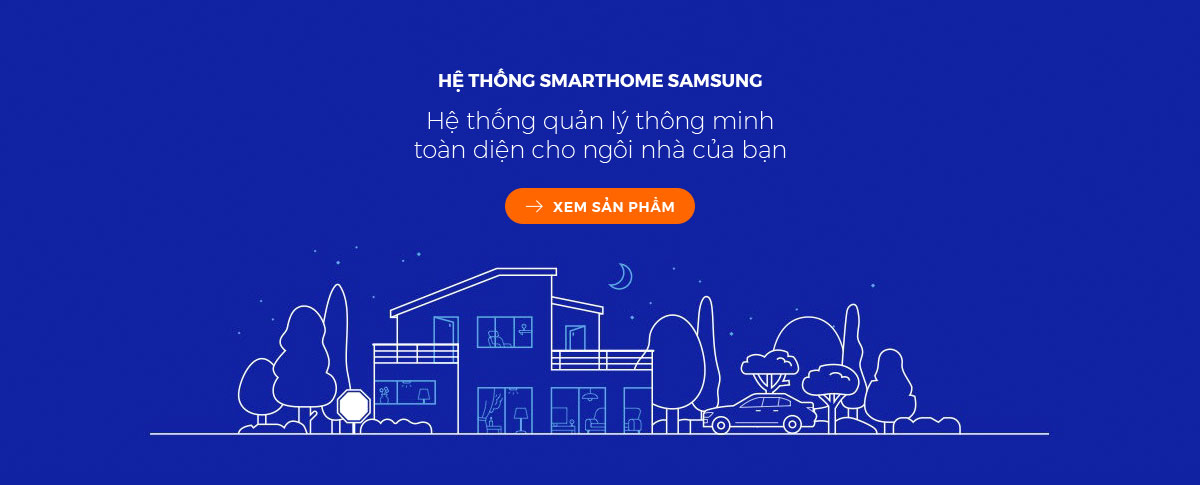 HỆ THỐNG SMARTHOME SAMSUNG
Hệ thống quản lý thông minh
toàn diện cho ngôi nhà của bạn
XEM SẢN PHẨM